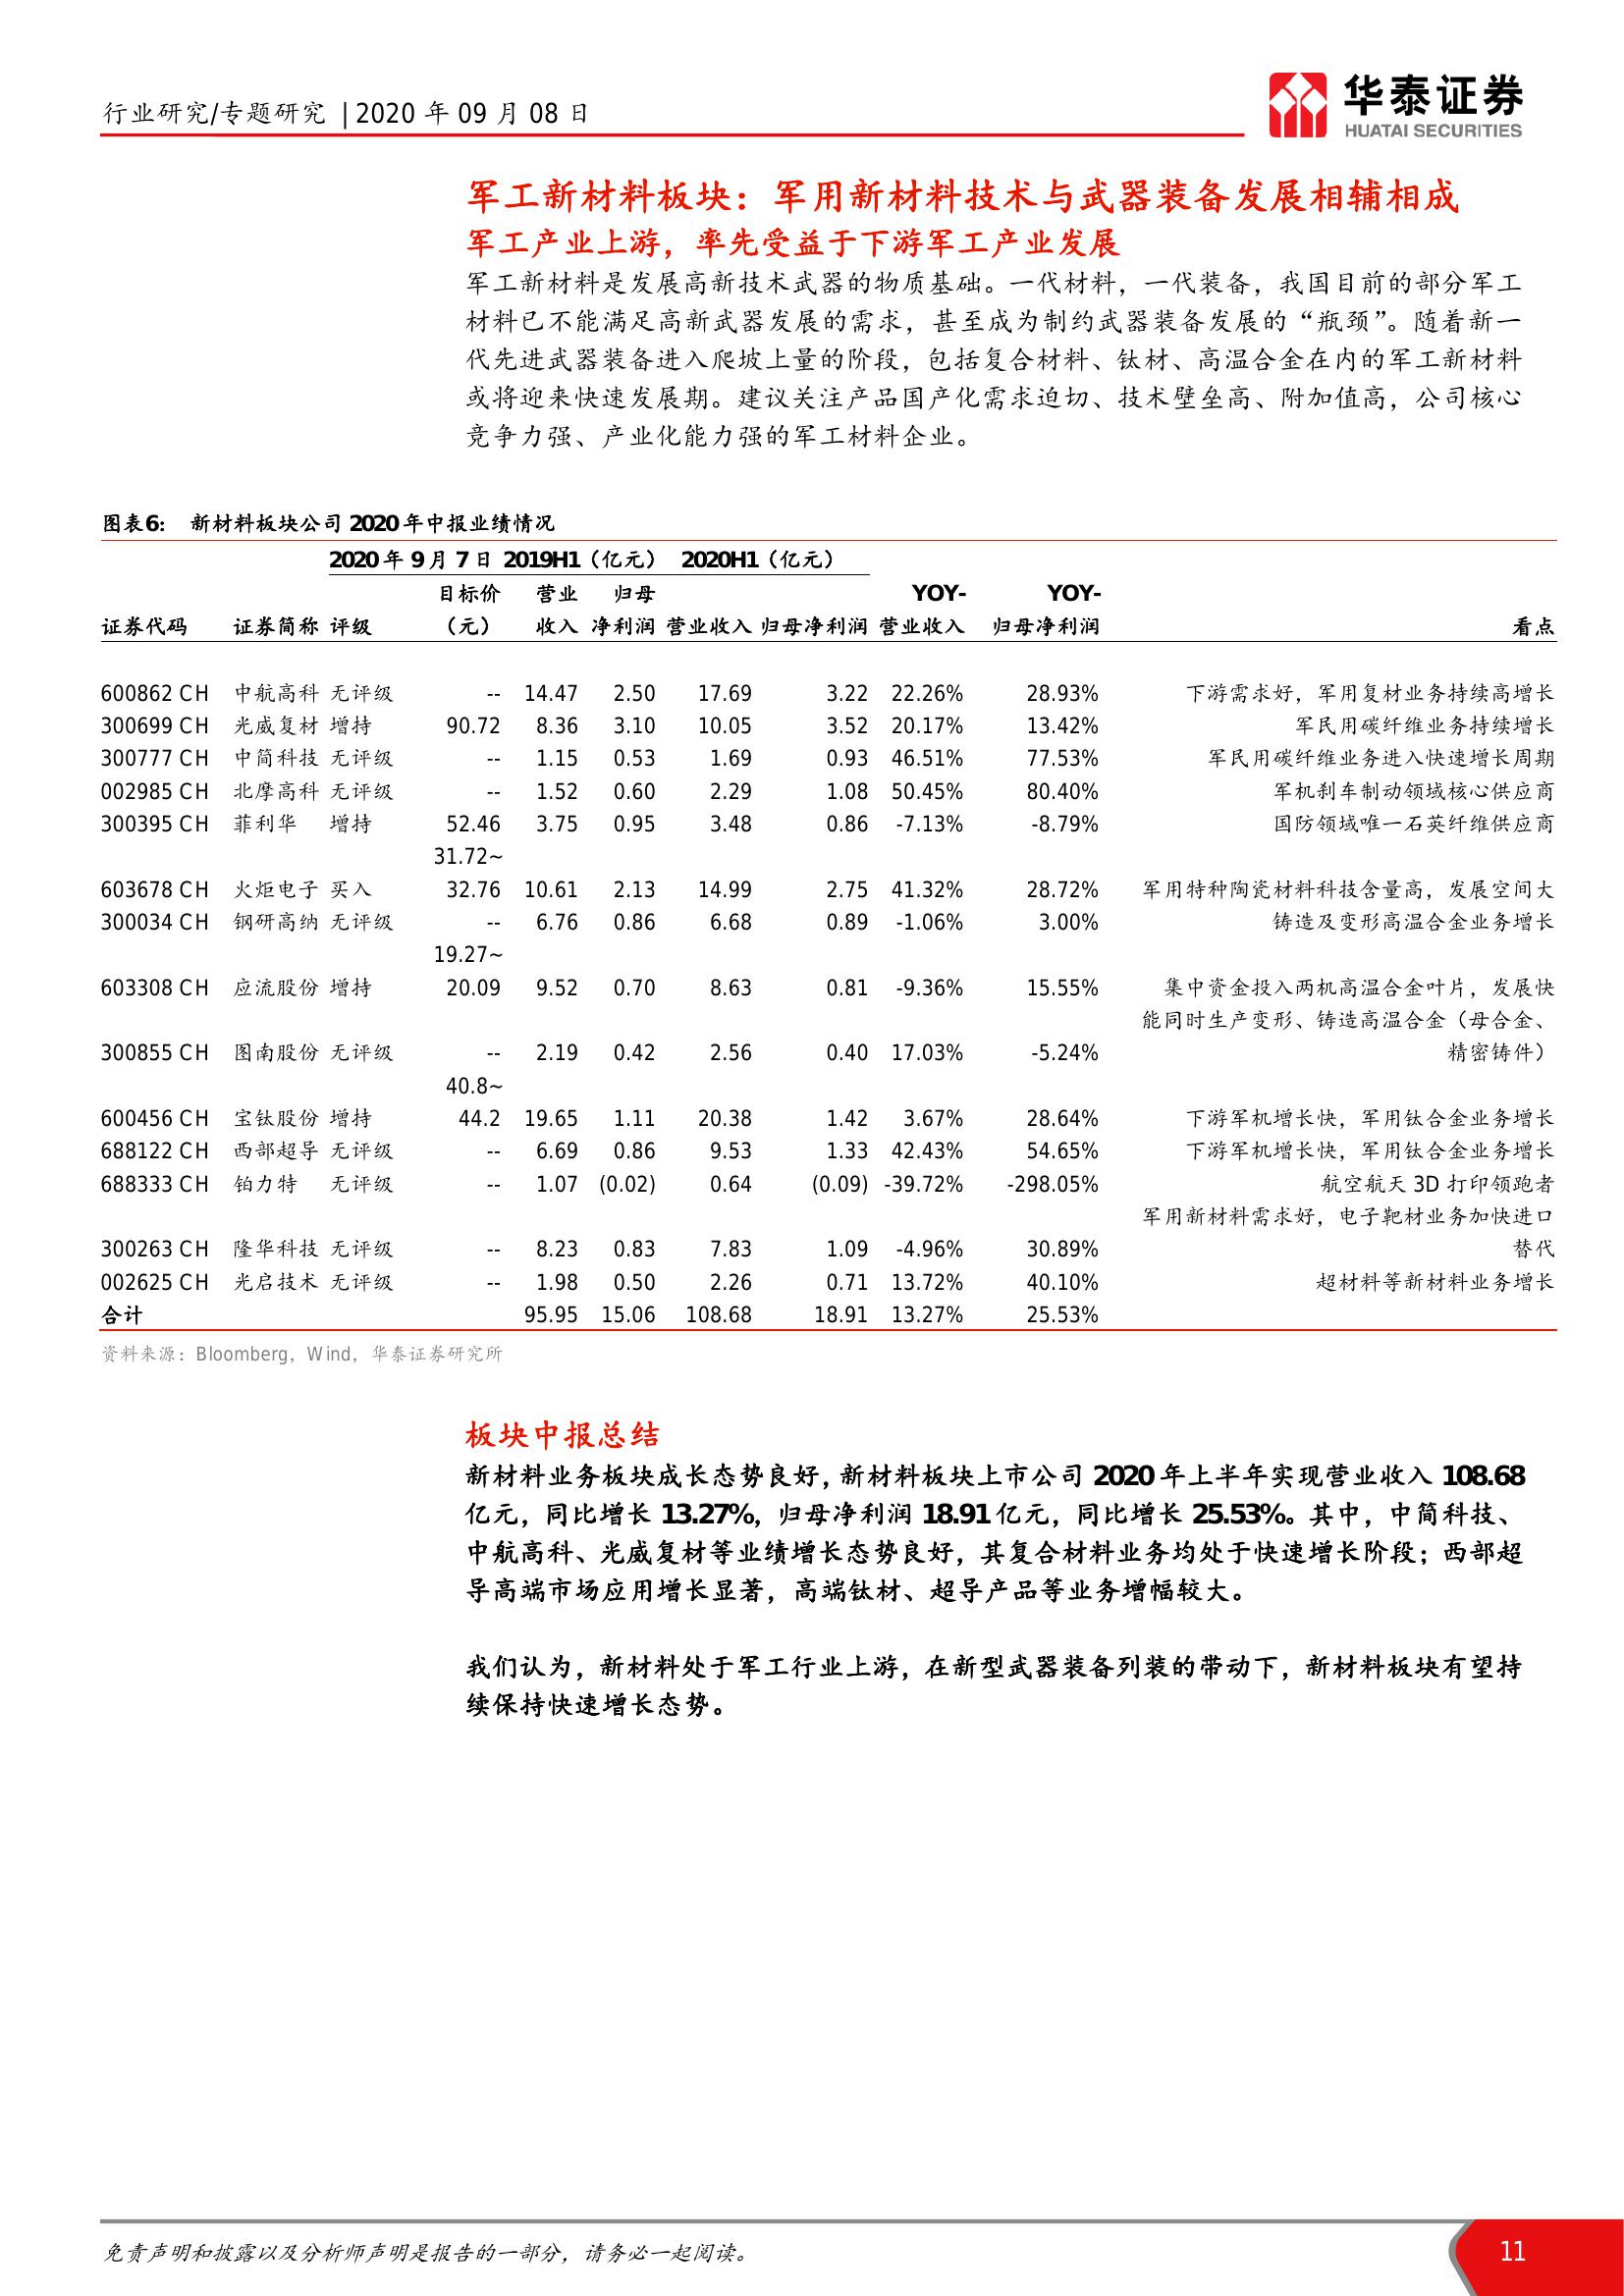 行业研究/专题研究 | 2020 年 09 月 08 日
华泰证券
HUATAI SECURITIES
军工新材料板块：军用新材料技术与武器装备发展相辅相成
军工产业上游，率先受益于下游军工产业发展
军工新材料是发展高新技术武器的物质基础。一代材料，一代装备，我国目前的部分军工
材料已不能满足高新武器发展的需求，甚至成为制约武器装备发展的“瓶颈”。随着新一
代先进武器装备进入爬坡上量的阶段，包括复合材料、钛材、高温合金在内的军工新材料
或将迎来快速发展期。建议关注产品国产化需求迫切、技术壁垒高、附加值高，公司核心
竞争力强、产业化能力强的军工材料企业。
图表6： 新材料板块公司 2020 年中报业绩情况
2020 年 9 月 7 日 2019H1（亿元） 2020H1（亿元）
目标价 营业 归母 YOY- YOY-
证券代码 证券简称 评级 （元） 收入 净利润 营业收入 归母净利润 营业收入 归母净利润 看点
600862 CH 中航高科 无评级 -- 14.47 2.50 17.69 3.22 22.26% 28.93% 下游需求好，军用复材业务持续高增长
300699 CH 光威复材 增持 90.72 8.36 3.10 10.05 3.52 20.17% 13.42% 军民用碳纤维业务持续增长
300777 CH 中简科技 无评级 -- 1.15 0.53 1.69 0.93 46.51% 77.53% 军民用碳纤维业务进入快速增长周期
002985 CH 北摩高科 无评级 -- 1.52 0.60 2.29 1.08 50.45% 80.40% 军机刹车制动领域核心供应商
300395 CH 菲利华 增持 52.46 3.75 0.95 3.48 0.86 -7.13% -8.79% 国防领域唯一石英纤维供应商
31.72~
603678 CH 火炬电子 买入 32.76 10.61 2.13 14.99 2.75 41.32% 28.72% 军用特种陶瓷材料科技含量高，发展空间大
300034 CH 钢研高纳 无评级 -- 6.76 0.86 6.68 0.89 -1.06% 3.00% 铸造及变形高温合金业务增长
19.27~
603308 CH 应流股份 增持 20.09 9.52 0.70 8.63 0.81 -9.36% 15.55% 集中资金投入两机高温合金叶片，发展快
能同时生产变形、铸造高温合金（母合金、
300855 CH 图南股份 无评级 -- 2.19 0.42 2.56 0.40 17.03% -5.24% 精密铸件）
40.8~
600456 CH 宝钛股份 增持 44.2 19.65 1.11 20.38 1.42 3.67% 28.64% 下游军机增长快，军用钛合金业务增长
688122 CH 西部超导 无评级 -- 6.69 0.86 9.53 1.33 42.43% 54.65% 下游军机增长快，军用钛合金业务增长
688333 CH 铂力特 无评级 -- 1.07 (0.02) 0.64 (0.09) -39.72% -298.05% 航空航天 3D 打印领跑者
军用新材料需求好，电子靶材业务加快进口
300263 CH 隆华科技 无评级 -- 8.23 0.83 7.83 1.09 -4.96% 30.89% 替代
002625 CH 光启技术 无评级 -- 1.98 0.50 2.26 0.71 13.72% 40.10% 超材料等新材料业务增长
合计 95.95 15.06 108.68 18.91 13.27% 25.53%
资料来源：Bloomberg，Wind，华泰证券研究所
板块中报总结
新材料业务板块成长态势良好，新材料板块上市公司 2020 年上半年实现营业收入 108.68
亿元，同比增长 13.27%，归母净利润 18.91 亿元，同比增长 25.53%。其中，中简科技、
中航高科、光威复材等业绩增长态势良好，其复合材料业务均处于快速增长阶段；西部超
导高端市场应用增长显著，高端钛材、超导产品等业务增幅较大。
我们认为，新材料处于军工行业上游，在新型武器装备列装的带动下，新材料板块有望持
续保持快速增长态势。
免责声明和披露以及分析师声明是报告的一部分，请务必一起阅读。
11